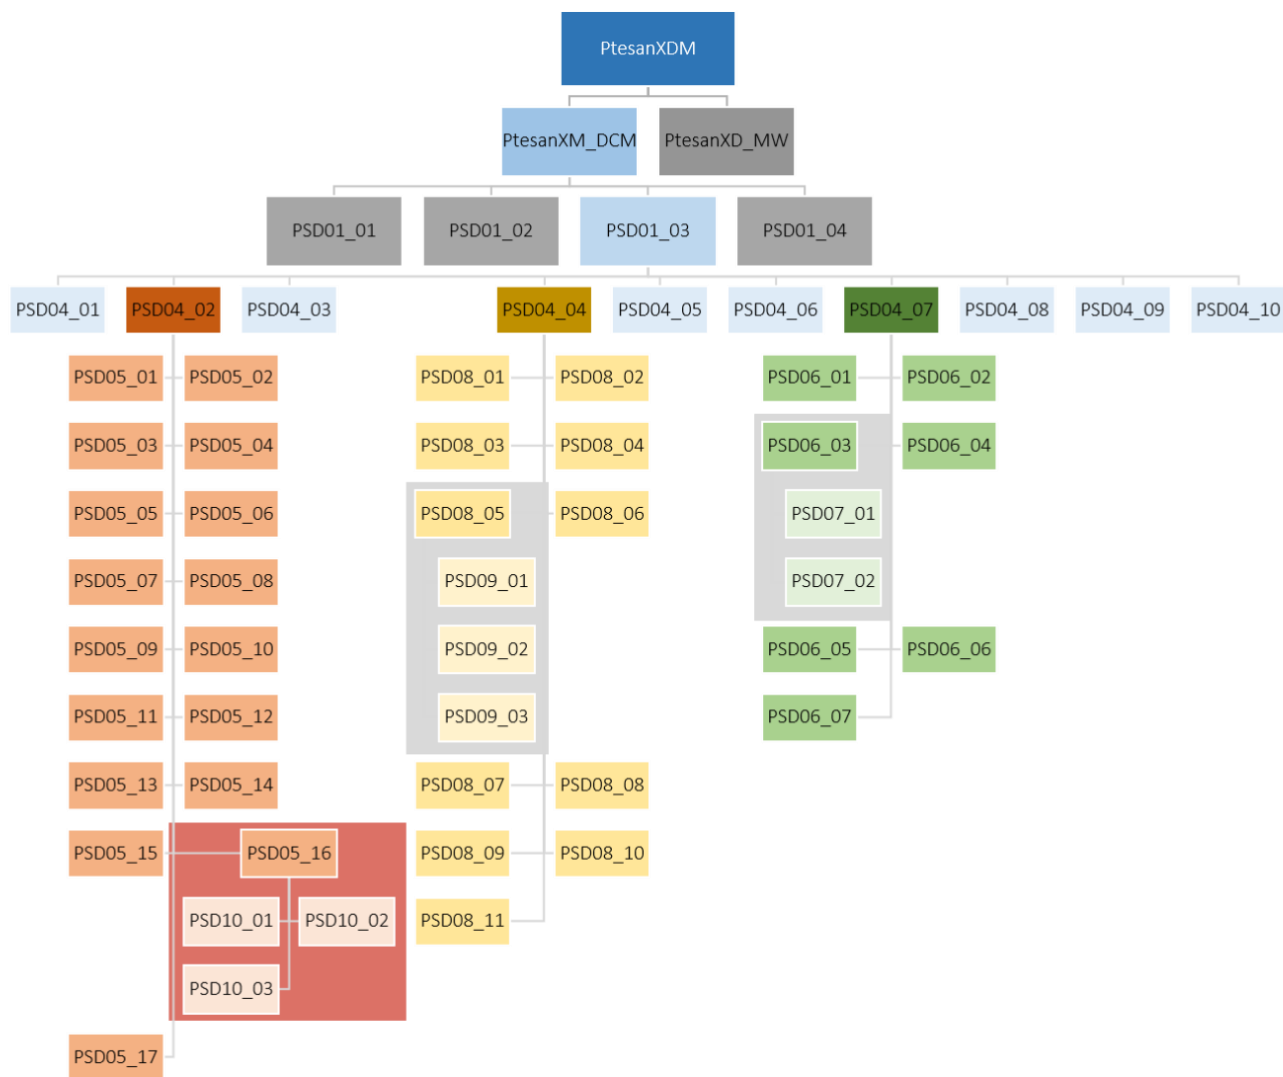 PtesanXDM
PtesanXM_DCM PtesanXD_MW
PSD01_01 PSD01_02 PSD01_03 PSD01_04
PSD04_01 PSD04_02 PSD04_03 PSD04_04 PSD04_05 PSD04_06 PSD04_07 PSD04_08 PSD04_09 PSD04_10
PSD05_01 PSD05_02 PSD08_01 PSD08_02 PSD06_01 PSD06_02
PSD05_03 PSD05_04 PSD08_03 PSD08_04 PSD06_03 PSD06_04
PSD05_05 PSD05_06 PSD08_05 PSD08_06 PSD07_01
PSD05_07 PSD05_08 PSD09_01 PSD07_02
PSD05_09 PSD05_10 PSD09_02 PSD06_05 PSD06_06
PSD05_11 PSD05_12 PSD09_03 PSD06_07
PSD05_13 PSD05_14 PSD08_07 PSD08_08
PSD05_15 PSD05_16 PSD08_09 PSD08_10
PSD10_01 PSD10_02 PSD08_11
PSD10_03
PSD05_17